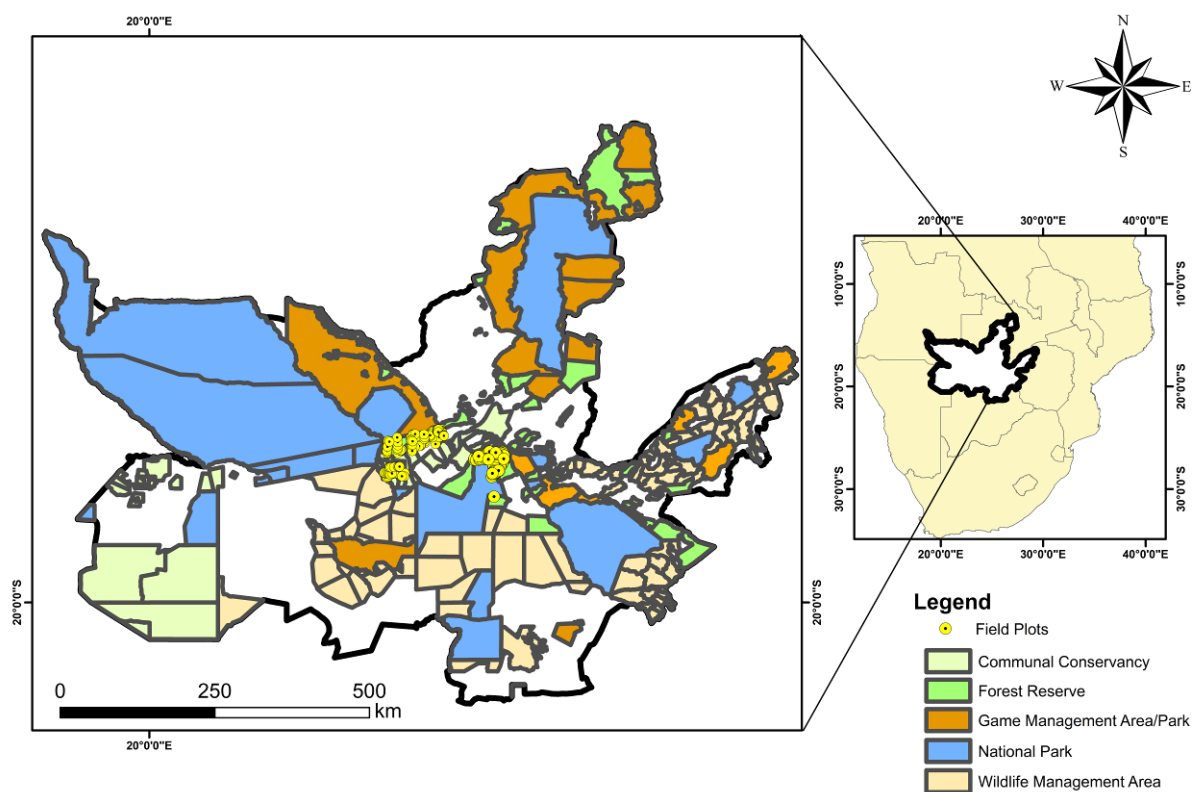 20°0'0"E
N
W
E
S
20°0'0"E
30°0'0"E
40°0'0"E
10°0'0"S
10°0'0"S
20°0'0"S
20°0'0"S
30°0'0"S
30°0'0"S
20°0'0"E
30°0'0"E
40°0'0"E
20°0'0"S
20°0'0"S
0
250
500
km
20°0'0"E
Legend
Field Plots
Communal Conservancy
Forest Reserve
Game Management Area/Park
National Park
Wildlife Management Area